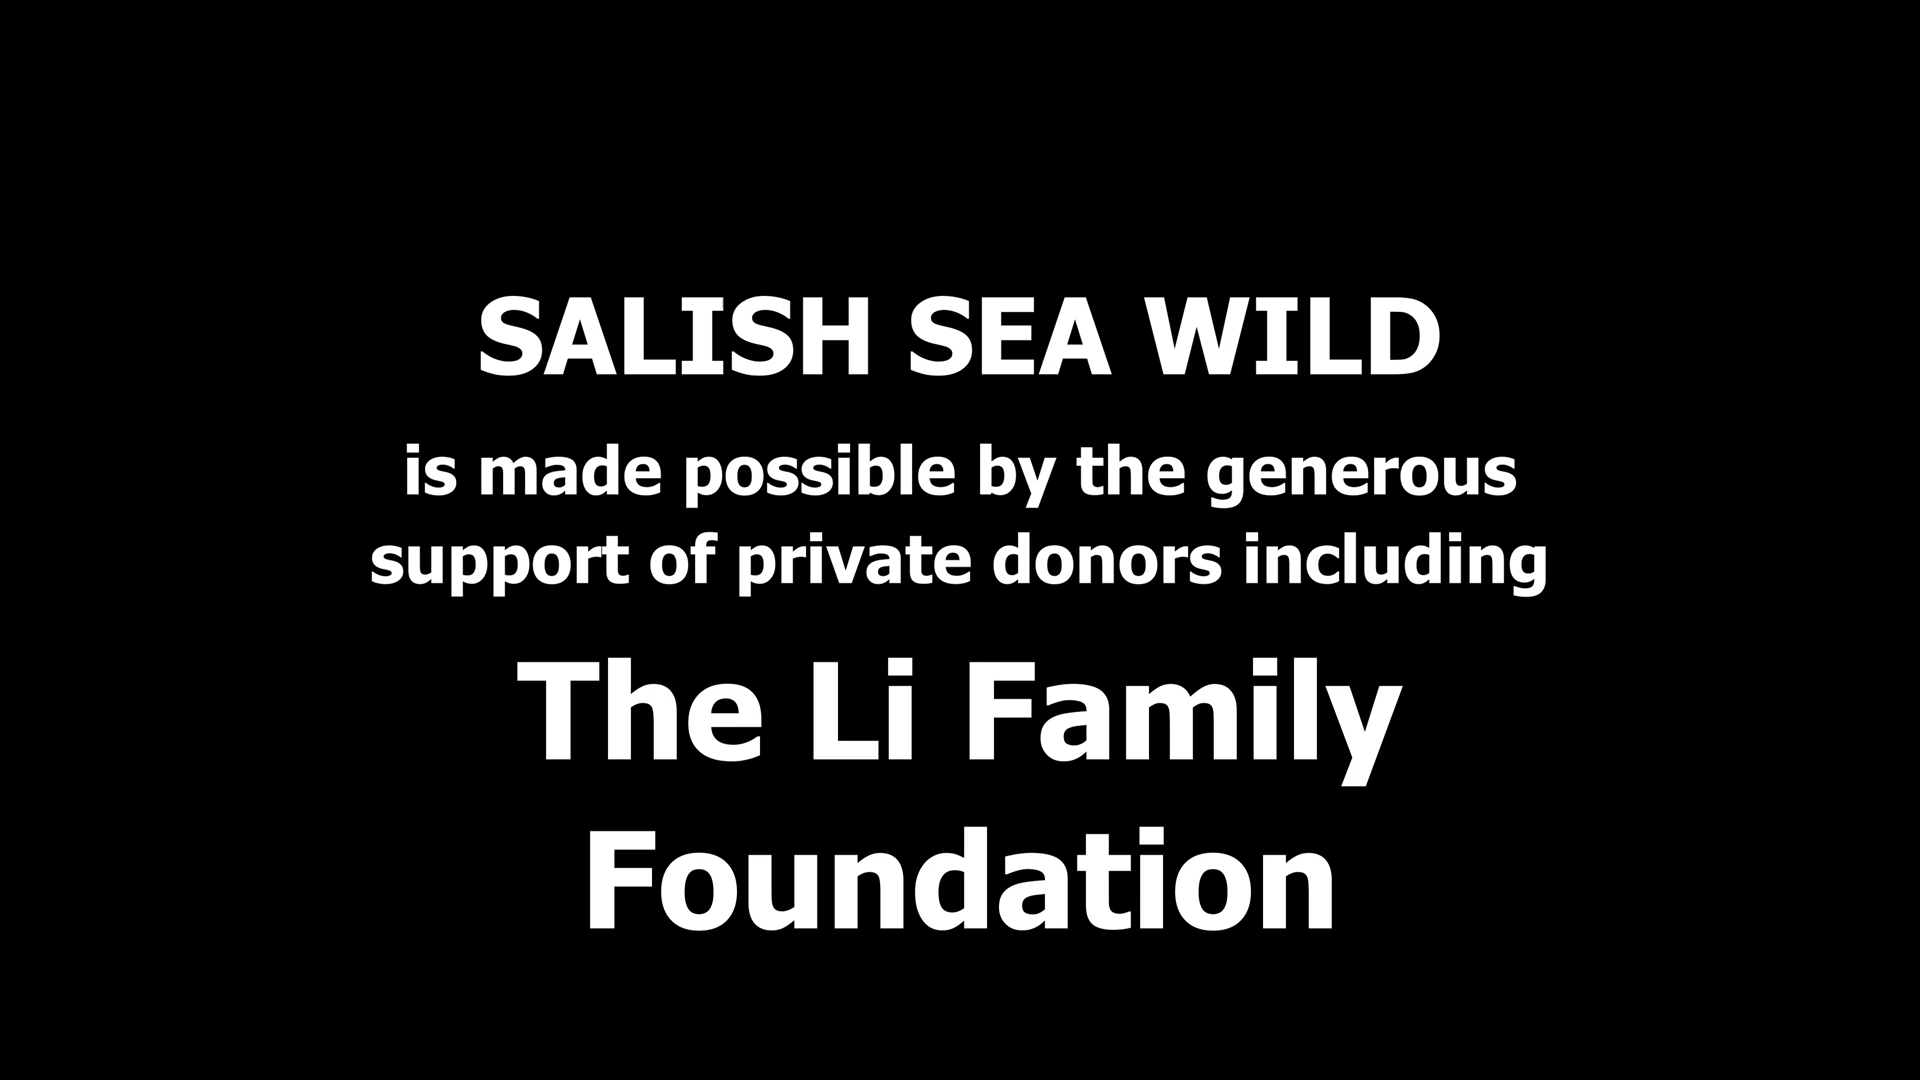 SALISH SEA WILD
is made possible by the generous
support of private donors including
The Li Family
Foundation